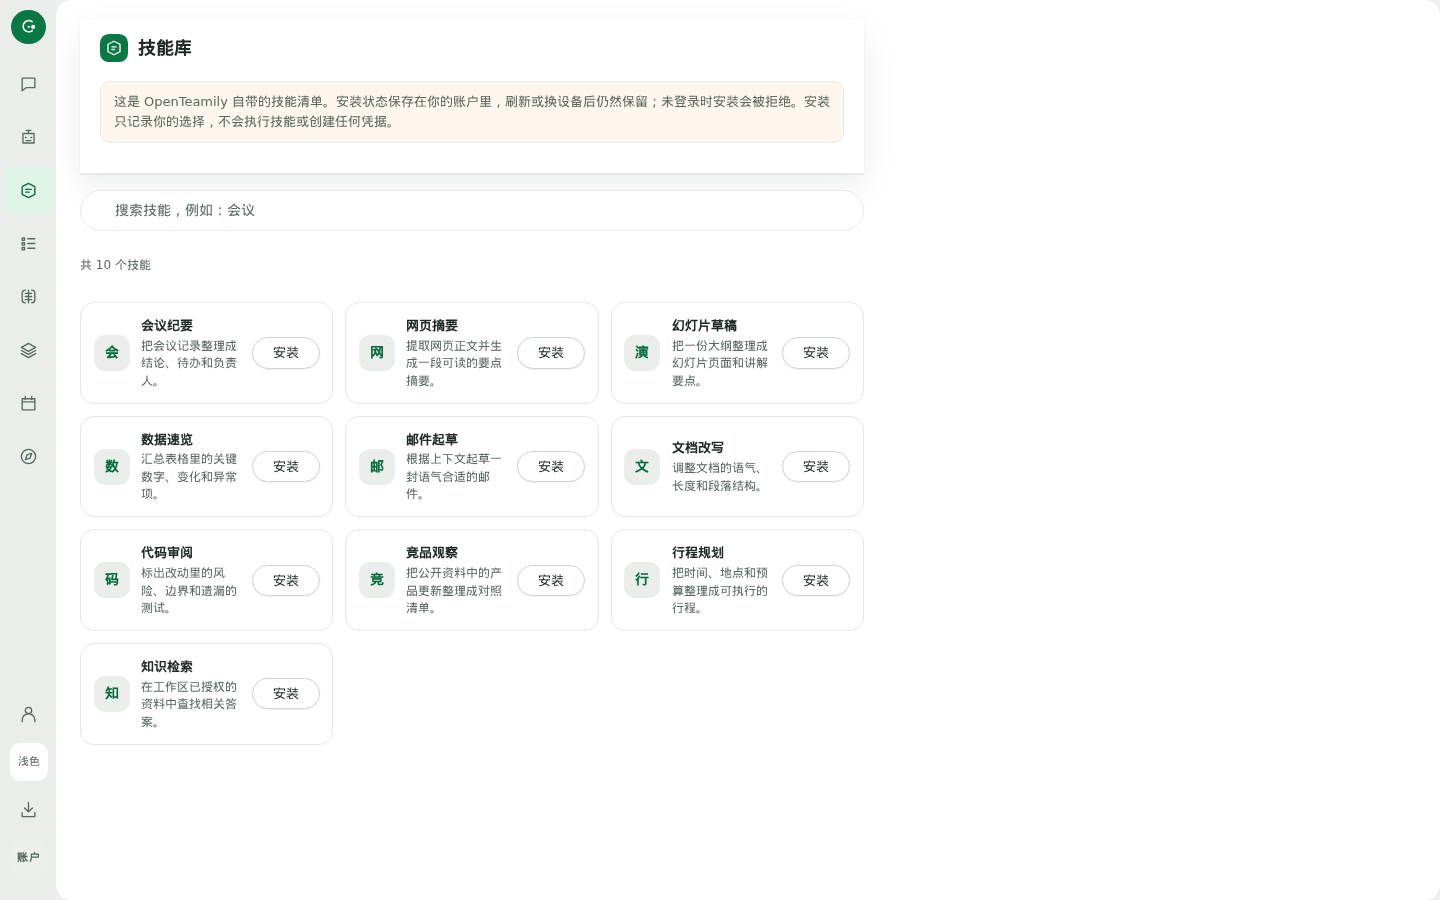 技能库
这是 OpenTeamily 自带的技能清单。安装状态保存在你的账户里，刷新或换设备后仍然保留；未登录时安装会被拒绝。安装
只记录你的选择，不会执行技能或创建任何凭据。
搜索技能，例如：会议
共 10 个技能
会
会议纪要
把会议记录整理成
结论、待办和负责
人。
安装
网
网页摘要
提取网页正文并生
成一段可读的要点
摘要。
安装
演
幻灯片草稿
把一份大纲整理成
幻灯片页面和讲解
要点。
安装
数
数据速览
汇总表格里的关键
数字、变化和异常
项。
安装
邮
邮件起草
根据上下文起草一
封语气合适的邮
件。
安装
文
文档改写
调整文档的语气、
长度和段落结构。
安装
码
代码审阅
标出改动里的风
险、边界和遗漏的
测试。
安装
竞
竞品观察
把公开资料中的产
品更新整理成对照
清单。
安装
行
行程规划
把时间、地点和预
算整理成可执行的
行程。
安装
知
知识检索
在工作区已授权的
资料中查找相关答
案。
安装
浅色
账户